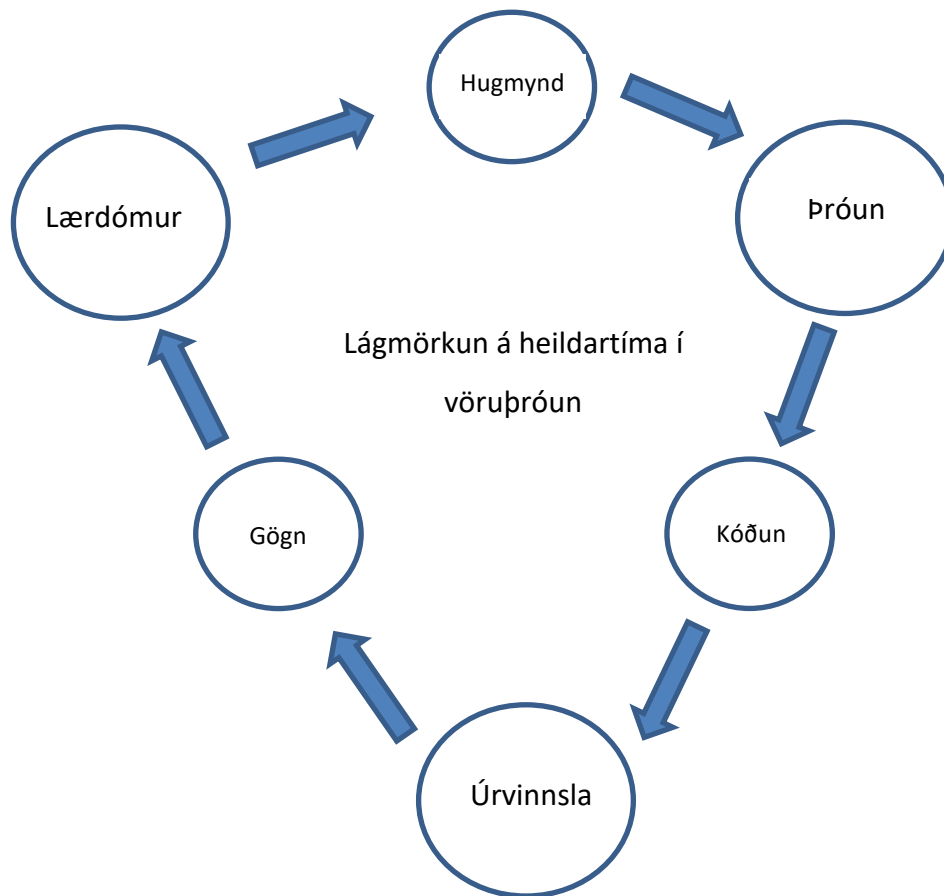 Hugmynd
Þróun
Lærdómur
Lágmörkun á heildartíma í
vöruþróun
Gögn
Kóðun
Úrvinnsla